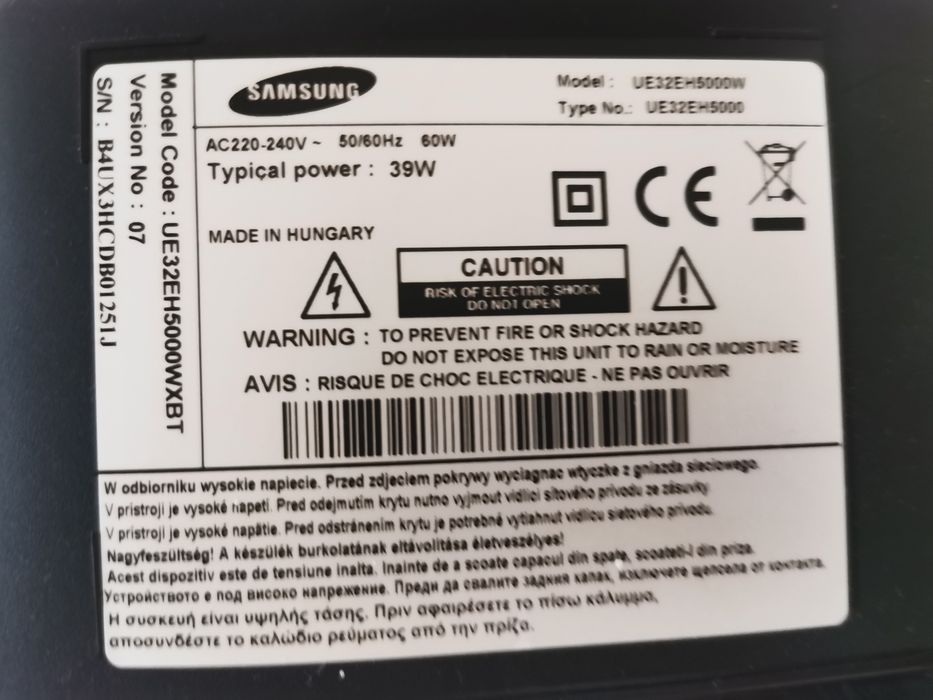 Model Code : UE32EH5000WXBT
Version No : 07
S/N : B4UX3HCDB01251J
SAMSUNG
Model : UE32EH5000W
Type No.: UE32EH5000
AC220-240V ~ 50/60Hz 60W
Typical power : 39W
CE
MADE IN HUNGARY
CAUTION
RISK OF ELECTRIC SHOCK
DO NOT OPEN
WARNING : TO PREVENT FIRE OR SHOCK HAZARD
DO NOT EXPOSE THIS UNIT TO RAIN OR MOISTURE
AVIS : RISQUE DE CHOC ELECTRIQUE - NE PAS OUVRIR
W odbiorniku wysokie napiecie. Przed zdjeciem pokrywy wyciagnac wtyczke z gniazda sieciowego.
V pristroji je vysoké napeti. Pred odejmutím krytu nutno vyjmout vidlici sítového privodu ze zásuvky.
V pristroji je vysoké napätie. Pred odstránením krytu je potrebné vytiahnut vidlicu sietového prívodu.
Nagyfeszültség! A készülék burkolatának eltávolítása életveszélyes!
Acest dispozitiv este de tensiune inalta. Inainte de a scoate capacul din spate, scoateti-l din priza.
Устройството е под високо напрежение. Преди да свалите задния капак, изключете щепсела от контакта.
Η συσκευή είναι υψηλής τάσης. Πριν αφαιρέσετε το πίσω κάλυμμα,
αποσυνδέστε το καλώδιο ρεύματος από την πρίζα.